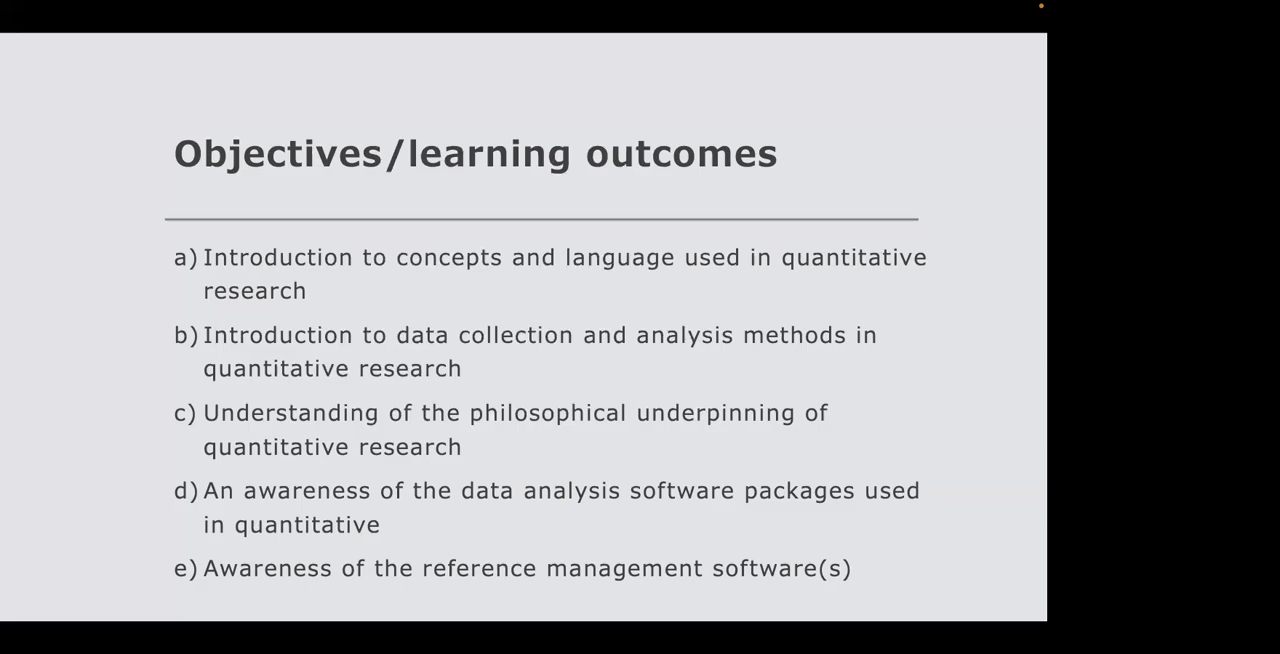 Objectives/learning outcomes
a) Introduction to concepts and language used in quantitative
research
b) Introduction to data collection and analysis methods in
quantitative research
c) Understanding of the philosophical underpinning of
quantitative research
d) An awareness of the data analysis software packages used
in quantitative
e) Awareness of the reference management software(s)